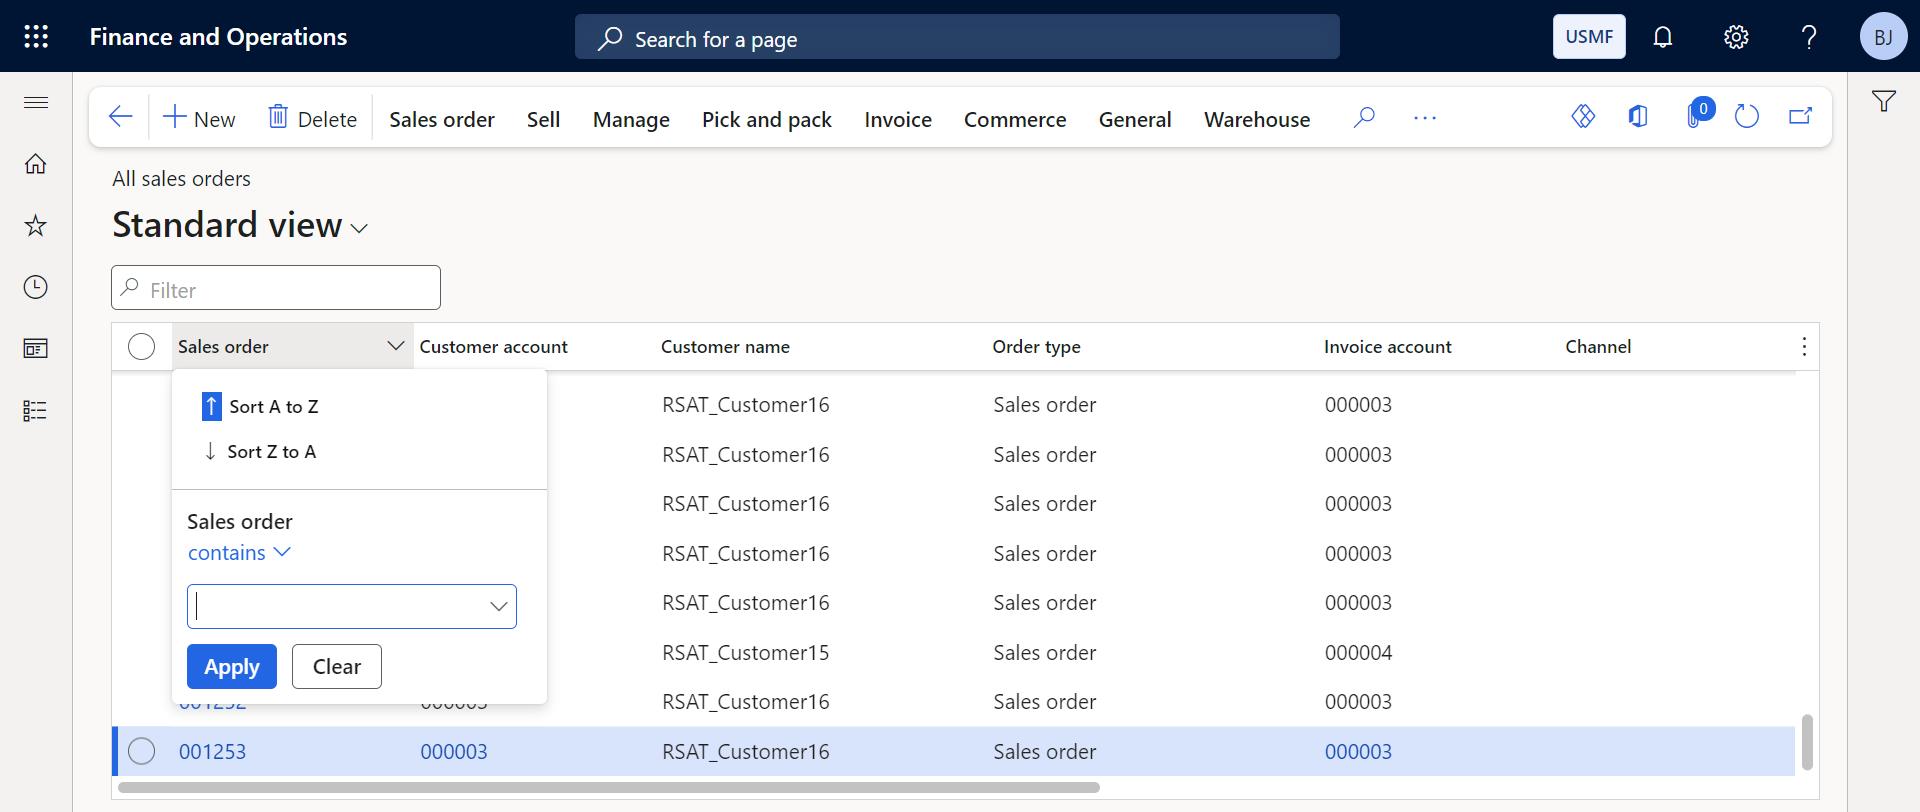 Finance and Operations
Search for a page
USMF
BJ
New
Delete
Sales order
Sell
Manage
Pick and pack
Invoice
Commerce
General
Warehouse
0
All sales orders
Standard view
Filter
Sales order
Customer account
Customer name
Order type
Invoice account
Channel
Sort A to Z
Sort Z to A
Sales order
contains
Apply
Clear
RSAT_Customer16 Sales order 000003
RSAT_Customer16 Sales order 000003
RSAT_Customer16 Sales order 000003
RSAT_Customer16 Sales order 000003
RSAT_Customer16 Sales order 000003
RSAT_Customer15 Sales order 000004
001252 000003 RSAT_Customer16 Sales order 000003
001253 000003 RSAT_Customer16 Sales order 000003